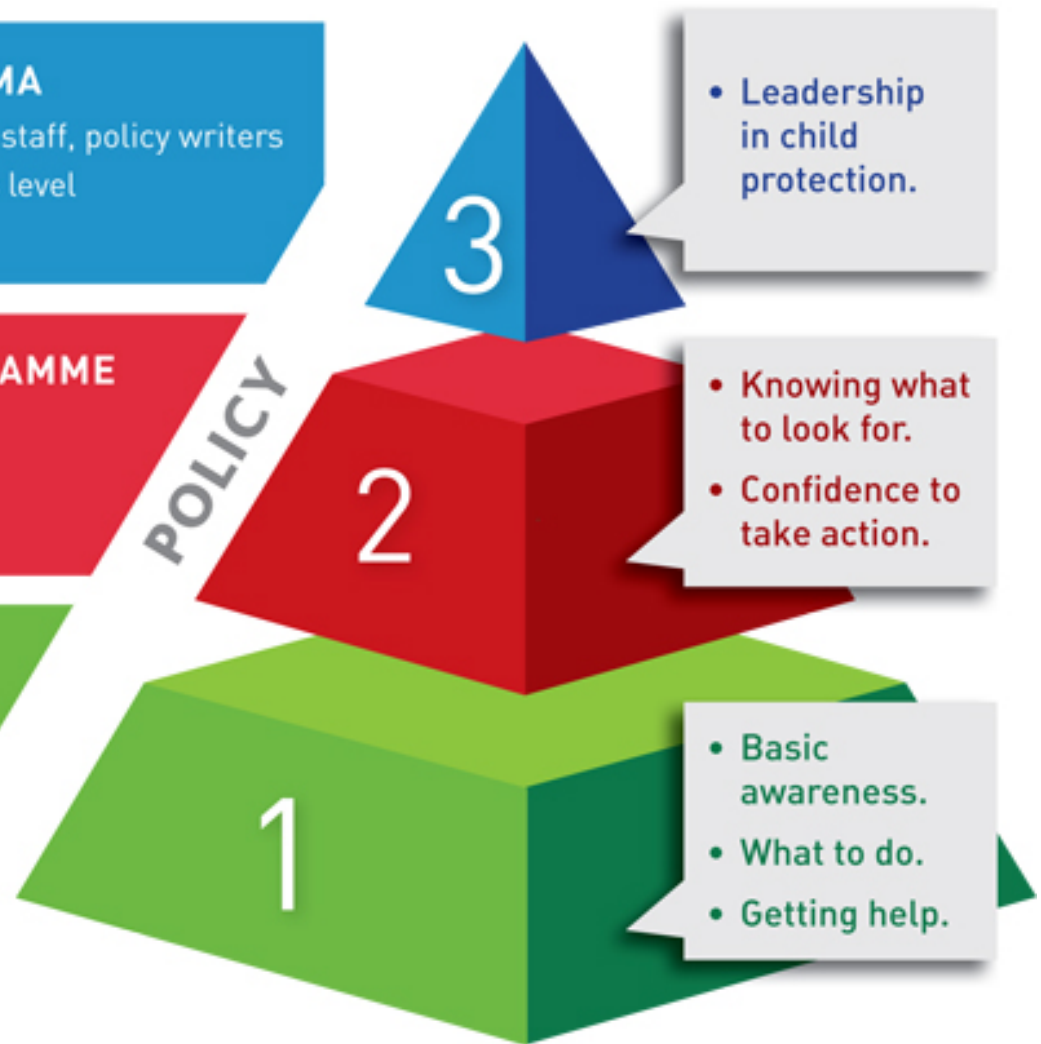 MA
staff, policy writers
level
AMME
POLICY
3
• Leadership
in child
protection.
2
• Knowing what
to look for.
• Confidence to
take action.
1
• Basic
awareness.
• What to do.
• Getting help.